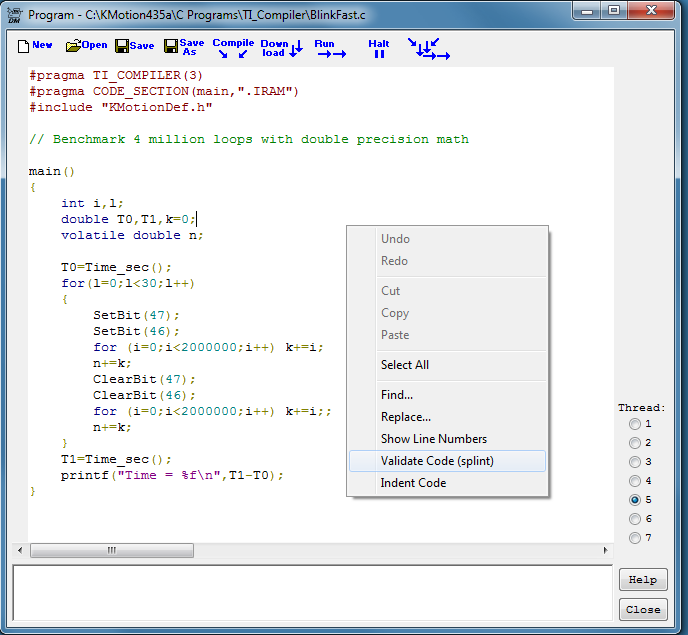 Program - C:\KMotion435a\C Programs\TI_Compiler\BlinkFast.c
New Open Save Save As Compile Down load Run Halt
#pragma TI_COMPILER(3)
#pragma CODE_SECTION(main,".IRAM")
#include "KMotionDef.h"
// Benchmark 4 million loops with double precision math
main()
{
int i,l;
double T0,T1,k=0;
volatile double n;
T0=Time_sec();
for(l=0;l<30;l++)
{
SetBit(47);
SetBit(46);
for (i=0;i<2000000;i++) k+=i;
n+=k;
ClearBit(47);
ClearBit(46);
for (i=0;i<2000000;i++) k+=i;;
n+=k;
}
T1=Time_sec();
printf("Time = %f\n",T1-T0);
}
Undo
Redo
Cut
Copy
Paste
Select All
Find...
Replace...
Show Line Numbers
Validate Code (splint)
Indent Code
Thread:
1
2
3
4
5
6
7
Help
Close